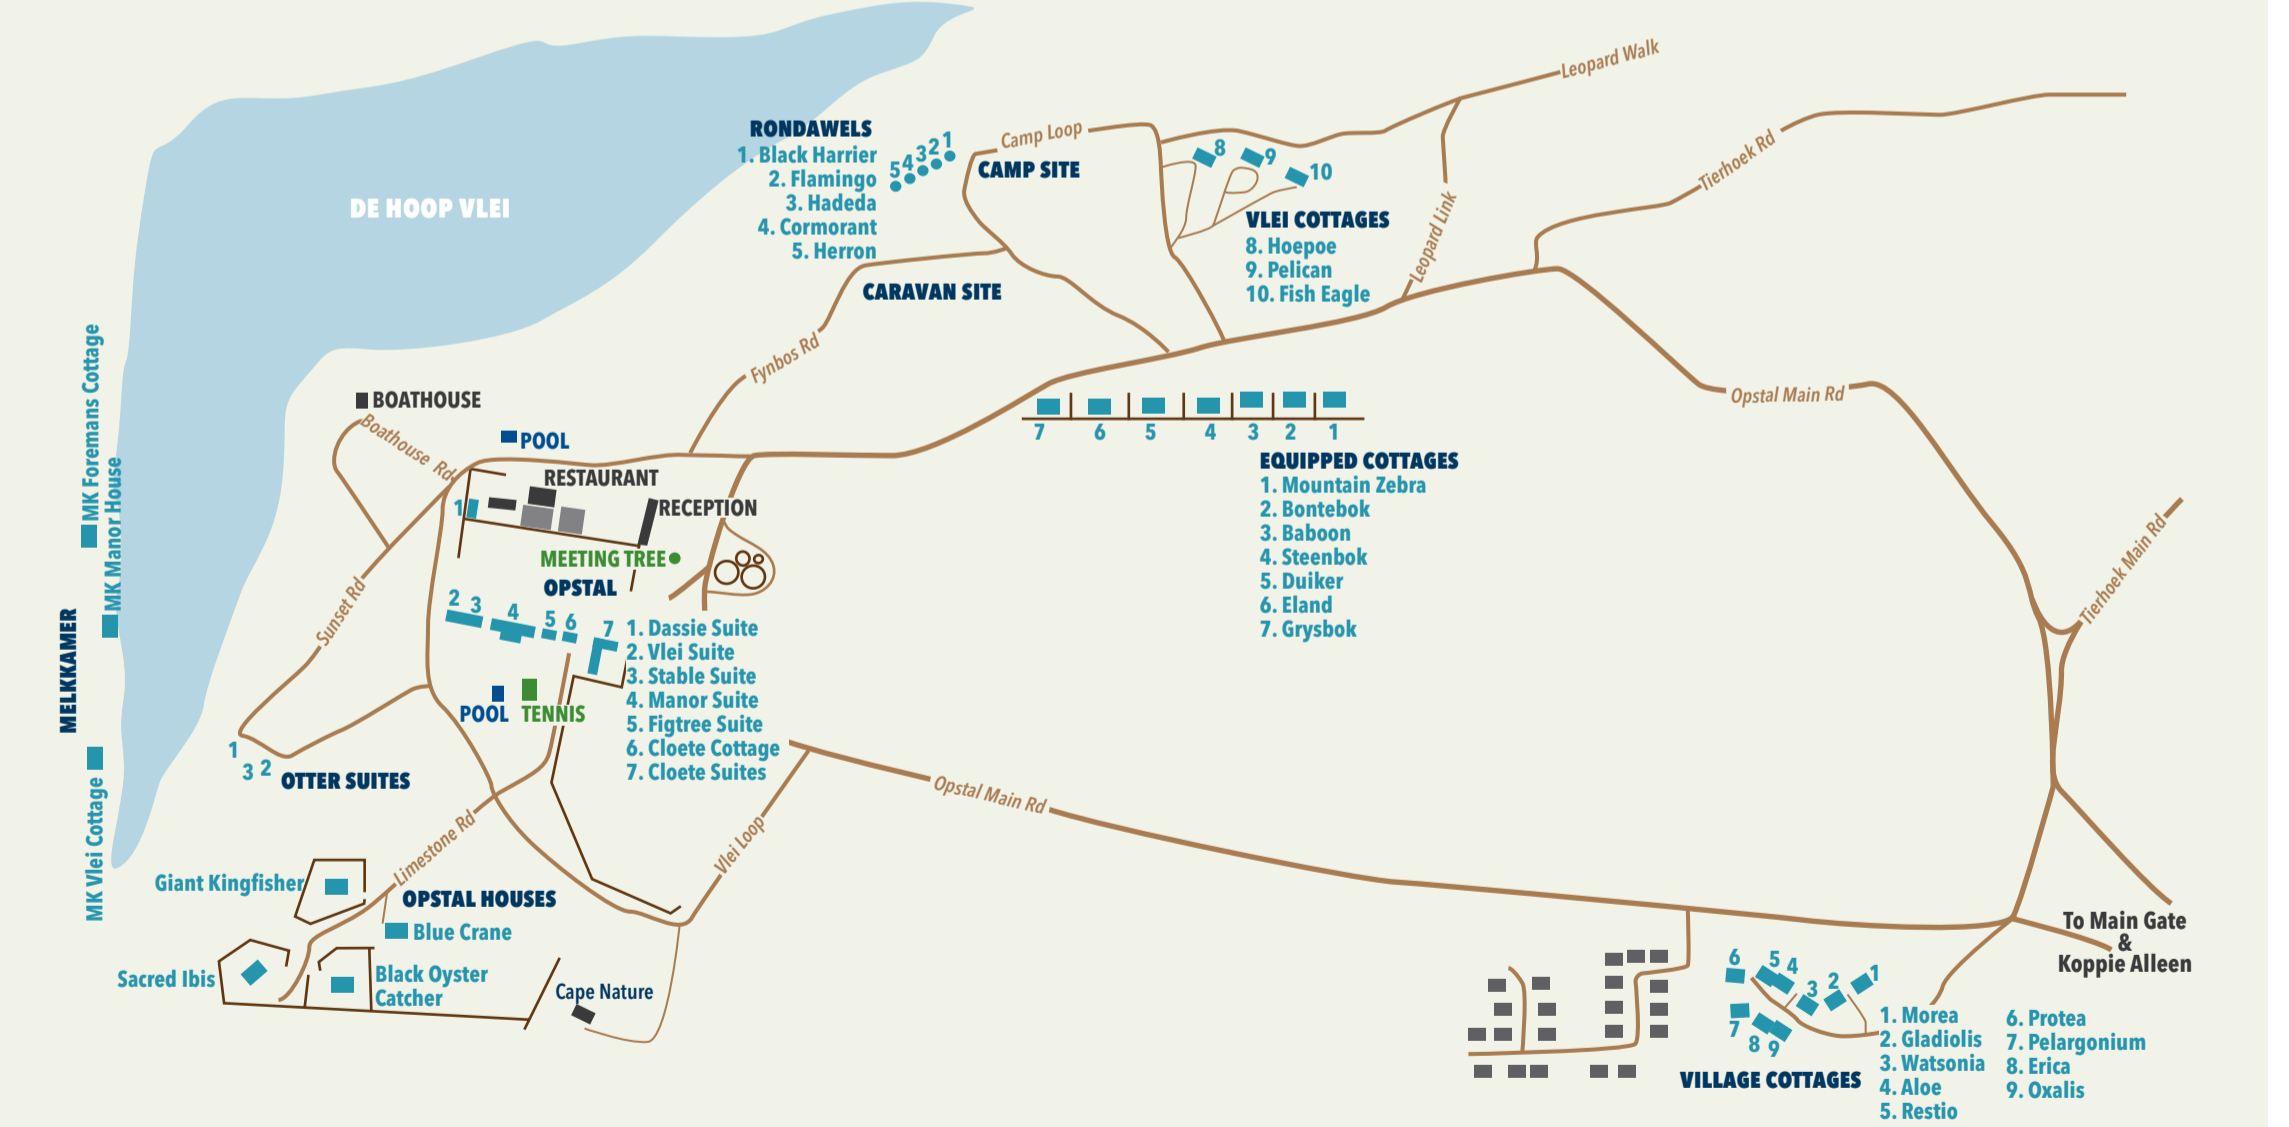 DE HOOP VLEI
RONDAWELS
1. Black Harrier
2. Flamingo
3. Hadeda
4. Cormorant
5. Herron
5 4 3 2 1
Camp Loop
CAMP SITE
CARAVAN SITE
Fynbos Rd
Leopard Walk
8
9
10
VLEI COTTAGES
8. Hoepoe
9. Pelican
10. Fish Eagle
Leopard Link
Tierhoek Rd
Opstal Main Rd
Tierhoek Main Rd
MK Foremans Cottage
MK Manor House
MELKKAMER
MK Vlei Cottage
BOATHOUSE
Boathouse Rd
POOL
RESTAURANT
RECEPTION
1
MEETING TREE
OPSTAL
2 3 4 5 6 7
1. Dassie Suite
2. Vlei Suite
3. Stable Suite
4. Manor Suite
5. Figtree Suite
6. Cloete Cottage
7. Cloete Suites
POOL
TENNIS
Sunset Rd
1
3 2
OTTER SUITES
7 6 5 4 3 2 1
EQUIPPED COTTAGES
1. Mountain Zebra
2. Bontebok
3. Baboon
4. Steenbok
5. Duiker
6. Eland
7. Grysbok
Limestone Rd
Vlei Loop
Opstal Main Rd
Giant Kingfisher
OPSTAL HOUSES
Blue Crane
Sacred Ibis
Black Oyster
Catcher
Cape Nature
To Main Gate
&
Koppie Alleen
6 5 4 3 2 1
7 8 9
VILLAGE COTTAGES
1. Morea
2. Gladiolis
3. Watsonia
4. Aloe
5. Restio
6. Protea
7. Pelargonium
8. Erica
9. Oxalis